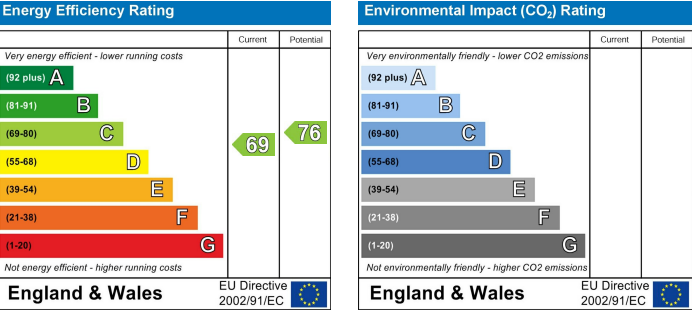 Energy Efficiency Rating
Current Potential
Very energy efficient - lower running costs
(92 plus) A
(81-91) B
(69-80) C
(55-68) D
(39-54) E
(21-38) F
(1-20) G
69
76
Not energy efficient - higher running costs
England & Wales
EU Directive
2002/91/EC
Environmental Impact (CO₂) Rating
Current Potential
Very environmentally friendly - lower CO2 emissions
(92 plus) A
(81-91) B
(69-80) C
(55-68) D
(39-54) E
(21-38) F
(1-20) G
Not environmentally friendly - higher CO2 emissions
England & Wales
EU Directive
2002/91/EC